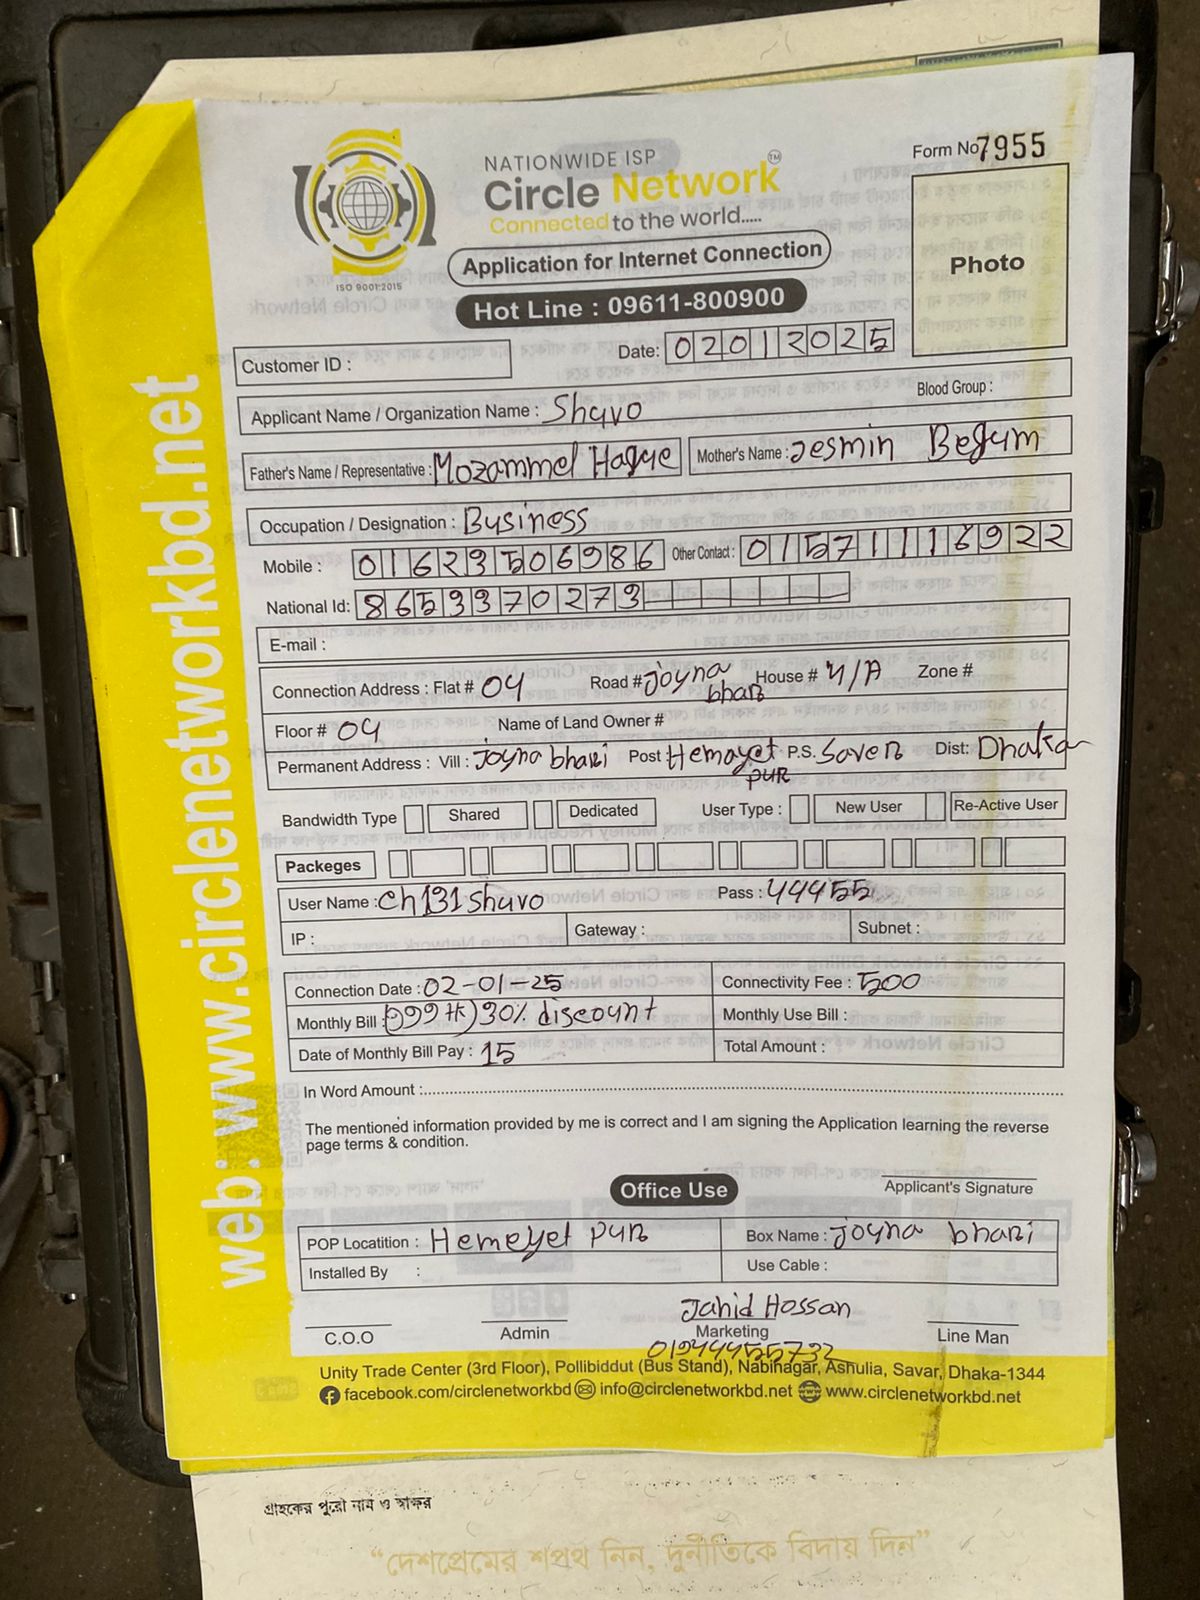 NATIONWIDE ISP
Circle Network™
Connected to the world.....
ISO 9001:2015
Form No 7955
Application for Internet Connection
Photo
Hot Line : 09611-800900
Date: 02012025
Customer ID :
Blood Group :
Applicant Name / Organization Name : Shuvo
Father's Name / Representative : Mozammel Haque Mother's Name : Jesmin Begum
Occupation / Designation : Business
Mobile : 01623506986 Other Contact : 01571116922
National Id: 8653370273
E-mail :
Connection Address : Flat # 04 Road # Joyna bhari House # 4/A Zone #
Floor # 04 Name of Land Owner #
Permanent Address : Vill : Joyna bhari Post Hemayet pur P.S. Saver Dist: Dhaka
Bandwidth Type Shared Dedicated User Type : New User Re-Active User
Packeges
User Name : Ch131shuvo Pass : 44455
IP : Gateway : Subnet :
Connection Date : 02-01-25 Connectivity Fee : 500
Monthly Bill : 30% discount Monthly Use Bill :
Date of Monthly Bill Pay : 15 Total Amount :
In Word Amount :
The mentioned information provided by me is correct and I am signing the Application learning the reverse
page terms & condition.
Applicant's Signature
Office Use
POP Locatition : Hemeyet pur Box Name : Joyna bhari
Installed By : Use Cable :
Jahid Hossan
C.O.O Admin Marketing Line Man
Unity Trade Center (3rd Floor), Pollibiddut (Bus Stand), Nabinagar, Ashulia, Savar, Dhaka-1344
facebook.com/circlenetworkbd info@circlenetworkbd.net www.circlenetworkbd.net
web: www.circlenetworkbd.net
গ্রাহকের পুরো নাম ও স্বাক্ষর
“দেশপ্রেমের শপথ নিন, দুর্নীতিকে বিদায় দিন”